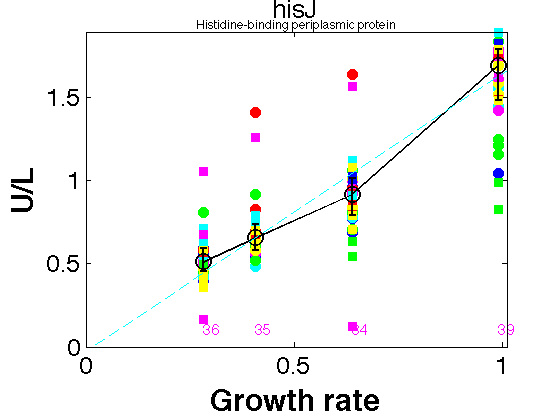 hisJ
Histidine-binding periplasmic protein
U/L
1.5
1
0.5
0
36
35
34
39
0
0.5
1
Growth rate